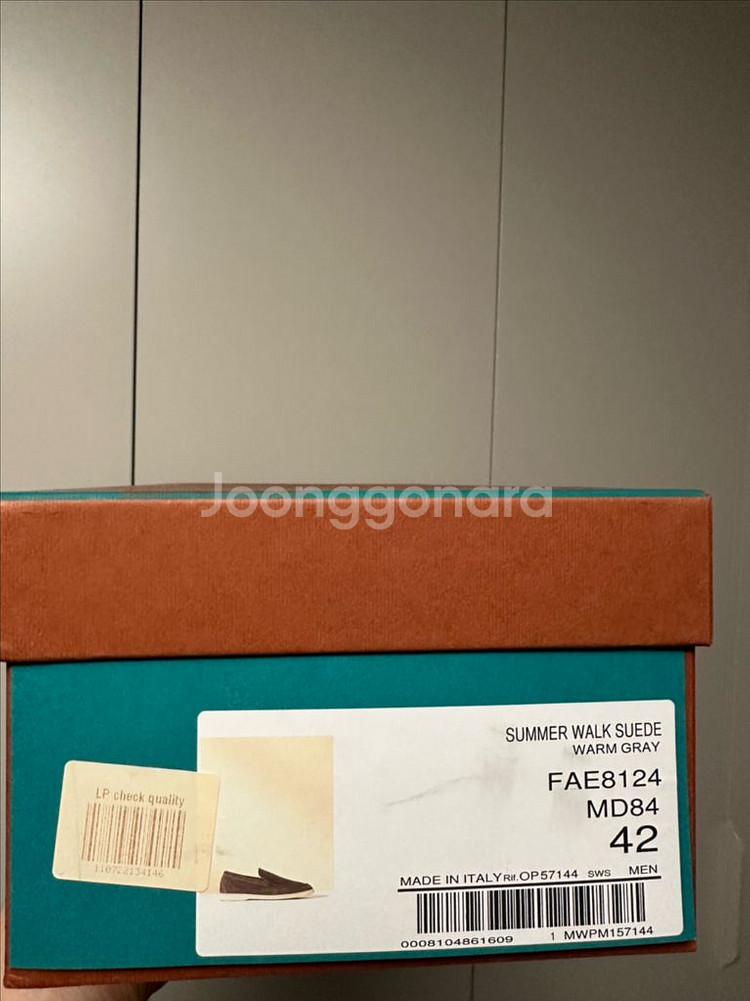 Joonggonara
SUMMER WALK SUEDE
WARM GRAY
FAE8124
MD84
42
MADE IN ITALY Rif. OP57144 SWS MEN
0008104861609 1 MWPM157144
LP check quality
110722134146